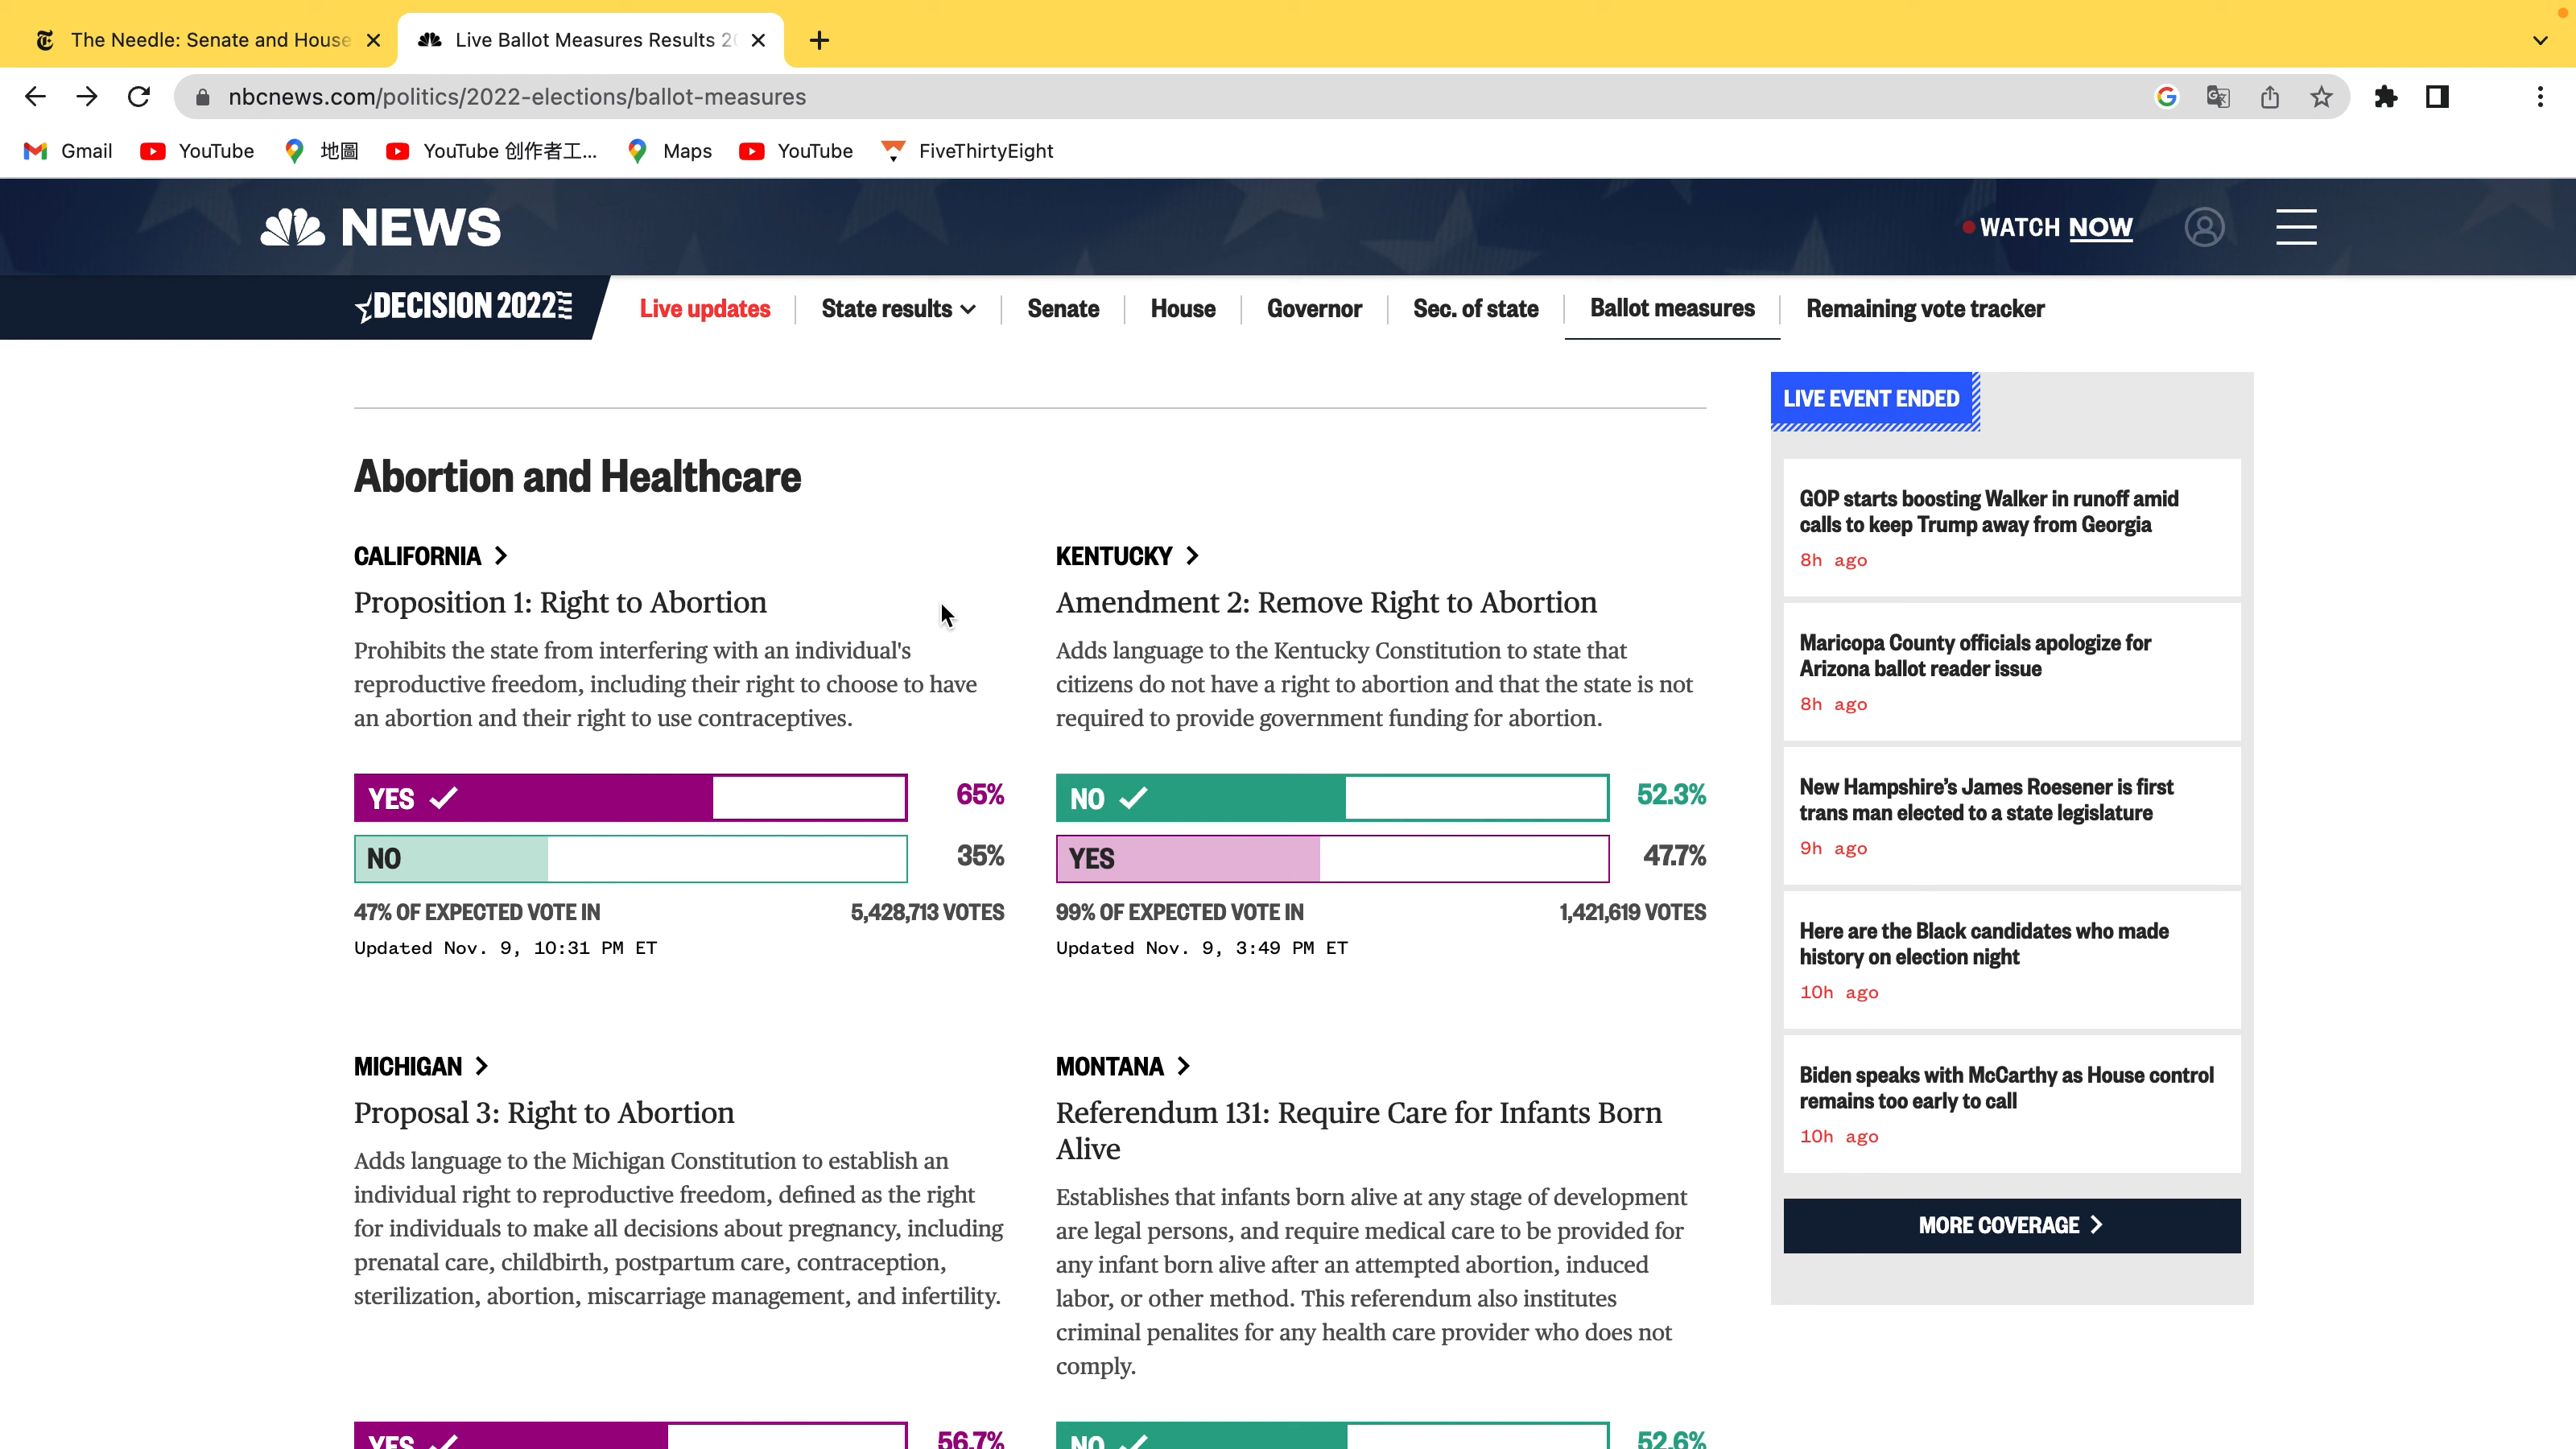 The Needle: Senate and House
Live Ballot Measures Results 2
nbcnews.com/politics/2022-elections/ballot-measures
Gmail YouTube 地圖 YouTube 创作者工... Maps YouTube FiveThirtyEight
NEWS
WATCH NOW
DECISION 2022
Live updates State results Senate House Governor Sec. of state Ballot measures Remaining vote tracker
Abortion and Healthcare
CALIFORNIA
Proposition 1: Right to Abortion
Prohibits the state from interfering with an individual's
reproductive freedom, including their right to choose to have
an abortion and their right to use contraceptives.
YES 65%
NO 35%
47% OF EXPECTED VOTE IN 5,428,713 VOTES
Updated Nov. 9, 10:31 PM ET
KENTUCKY
Amendment 2: Remove Right to Abortion
Adds language to the Kentucky Constitution to state that
citizens do not have a right to abortion and that the state is not
required to provide government funding for abortion.
NO 52.3%
YES 47.7%
99% OF EXPECTED VOTE IN 1,421,619 VOTES
Updated Nov. 9, 3:49 PM ET
MICHIGAN
Proposal 3: Right to Abortion
Adds language to the Michigan Constitution to establish an
individual right to reproductive freedom, defined as the right
for individuals to make all decisions about pregnancy, including
prenatal care, childbirth, postpartum care, contraception,
sterilization, abortion, miscarriage management, and infertility.
YES 56.7%
MONTANA
Referendum 131: Require Care for Infants Born
Alive
Establishes that infants born alive at any stage of development
are legal persons, and require medical care to be provided for
any infant born alive after an attempted abortion, induced
labor, or other method. This referendum also institutes
criminal penalites for any health care provider who does not
comply.
NO 52.6%
LIVE EVENT ENDED
GOP starts boosting Walker in runoff amid
calls to keep Trump away from Georgia
8h ago
Maricopa County officials apologize for
Arizona ballot reader issue
8h ago
New Hampshire's James Roesener is first
trans man elected to a state legislature
9h ago
Here are the Black candidates who made
history on election night
10h ago
Biden speaks with McCarthy as House control
remains too early to call
10h ago
MORE COVERAGE